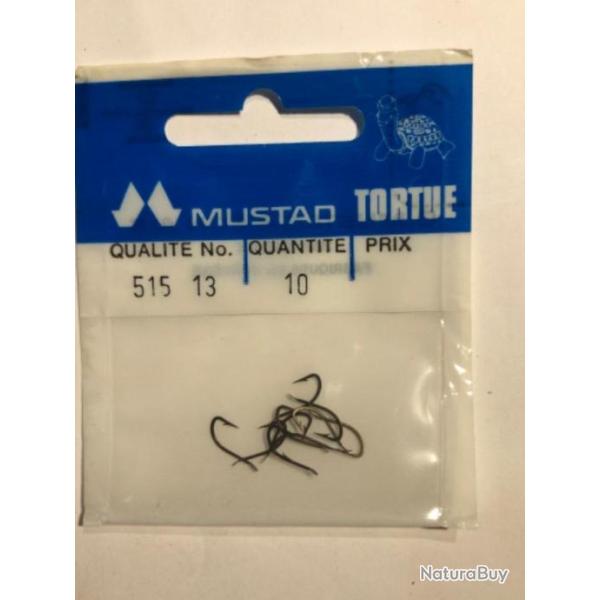 MUSTAD TORTUE
QUALITE No. QUANTITE PRIX
515 13 10
NaturaBuy